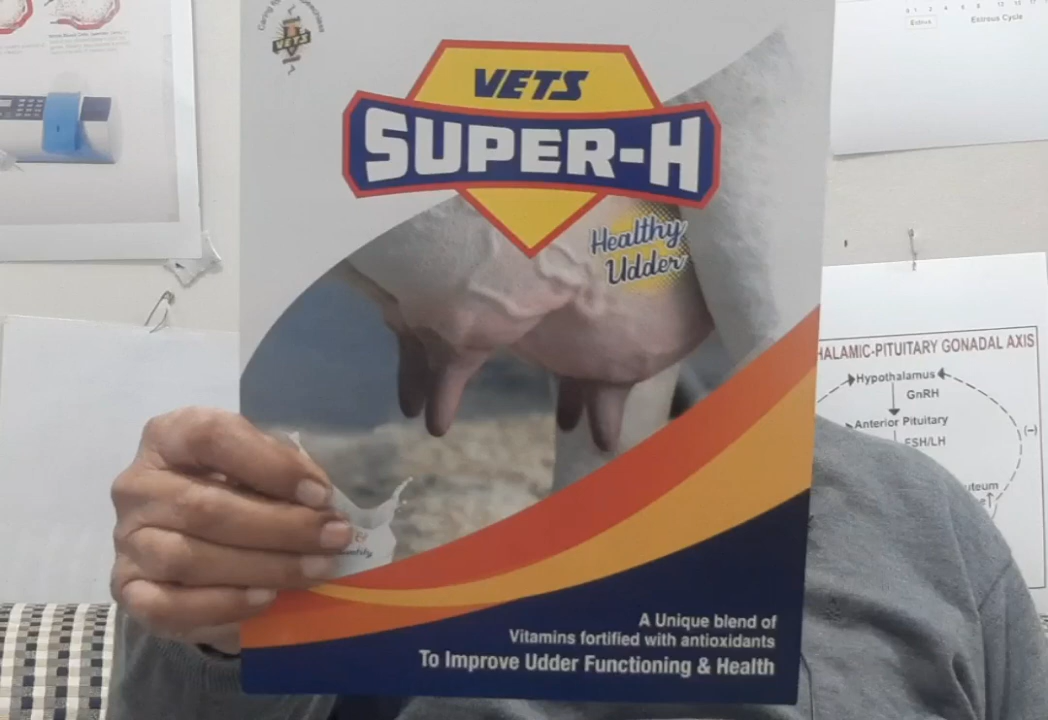 VETS
VETS
SUPER-H
Healthy
Udder
A Unique blend of
Vitamins fortified with antioxidants
To Improve Udder Functioning & Health
Estrous Cycle
HALAMIC-PITUITARY GONADAL AXIS
Hypothalamus
GnRH
(-)
Anterior Pituitary
FSH/LH
uteum